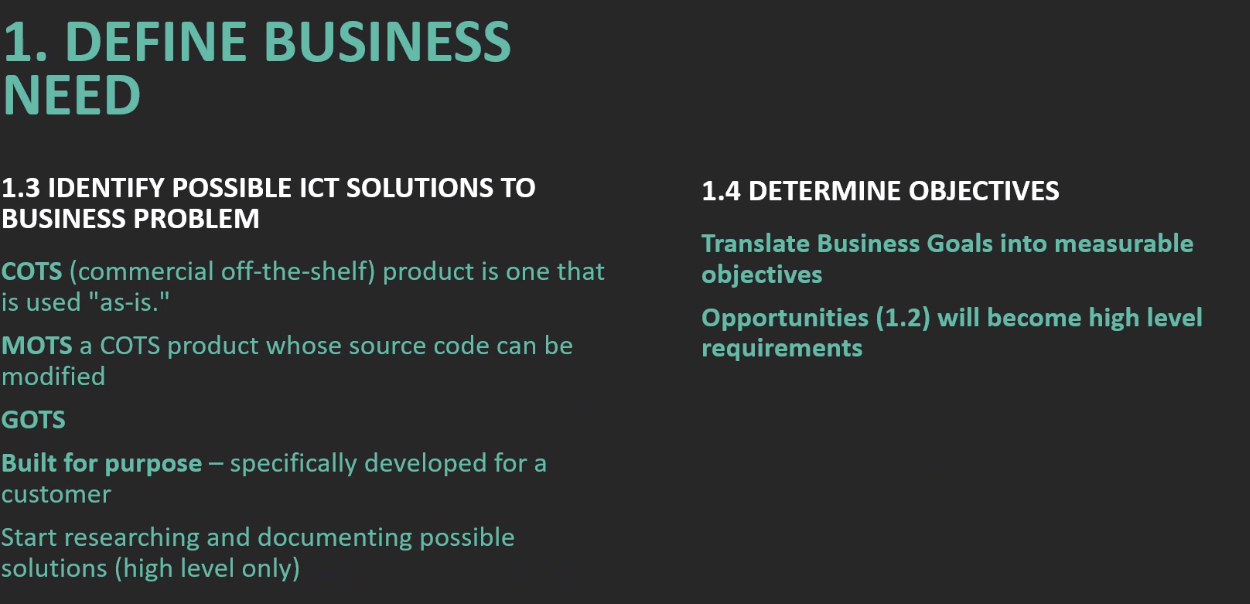 1. DEFINE BUSINESS
NEED
1.3 IDENTIFY POSSIBLE ICT SOLUTIONS TO
BUSINESS PROBLEM
COTS (commercial off-the-shelf) product is one that
is used "as-is."
MOTS a COTS product whose source code can be
modified
GOTS
Built for purpose – specifically developed for a
customer
Start researching and documenting possible
solutions (high level only)
1.4 DETERMINE OBJECTIVES
Translate Business Goals into measurable
objectives
Opportunities (1.2) will become high level
requirements